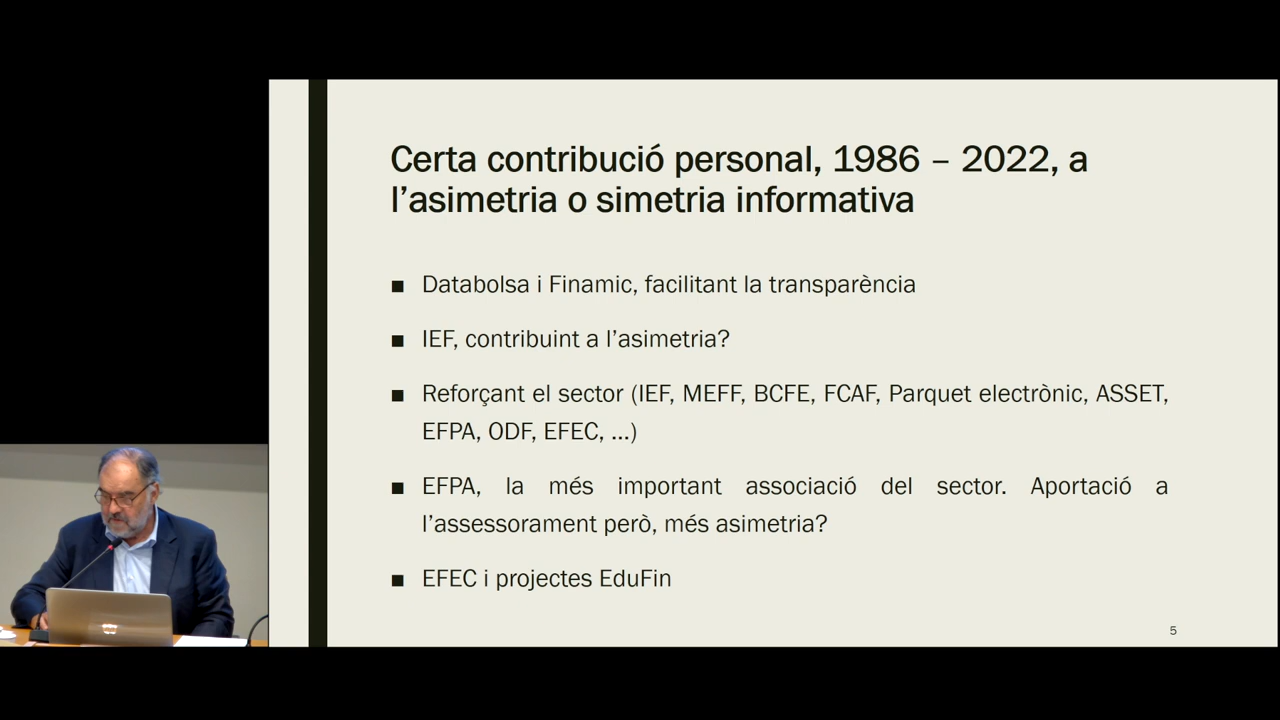 Certa contribució personal, 1986 – 2022, a
l’asimetria o simetria informativa
■ Databolsa i Finamic, facilitant la transparència
■ IEF, contribuint a l’asimetria?
■ Reforçant el sector (IEF, MEFF, BCFE, FCAF, Parquet electrònic, ASSET,
EFPA, ODF, EFEC, ...)
■ EFPA, la més important associació del sector. Aportació a
l’assessorament però, més asimetria?
■ EFEC i projectes EduFin
5